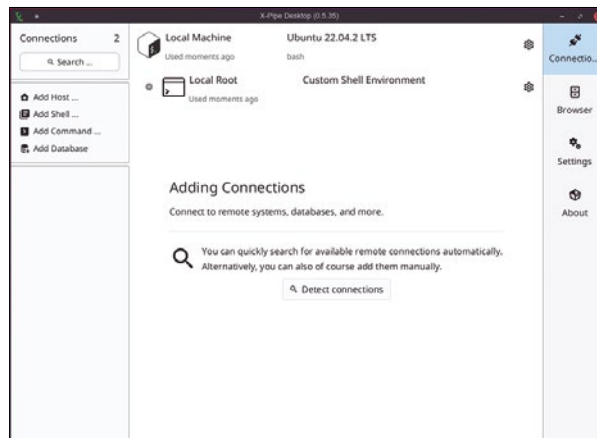 X-Pipe Desktop (0.5.35)
Connections 2
Search ...
Add Host ...
Add Shell ...
Add Command ...
Add Database
Local Machine Ubuntu 22.04.2 LTS
Used moments ago bash
Local Root Custom Shell Environment
Used moments ago
Adding Connections
Connect to remote systems, databases, and more.
You can quickly search for available remote connections automatically.
Alternatively, you can also of course add them manually.
Detect connections
Connectio...
Browser
Settings
About